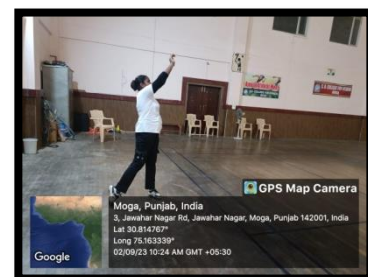 GPS Map Camera
Moga, Punjab, India
3, Jawahar Nagar Rd, Jawahar Nagar, Moga, Punjab 142001, India
Lat 30.814767°
Long 75.163339°
02/09/23 10:24 AM GMT +05:30
Google